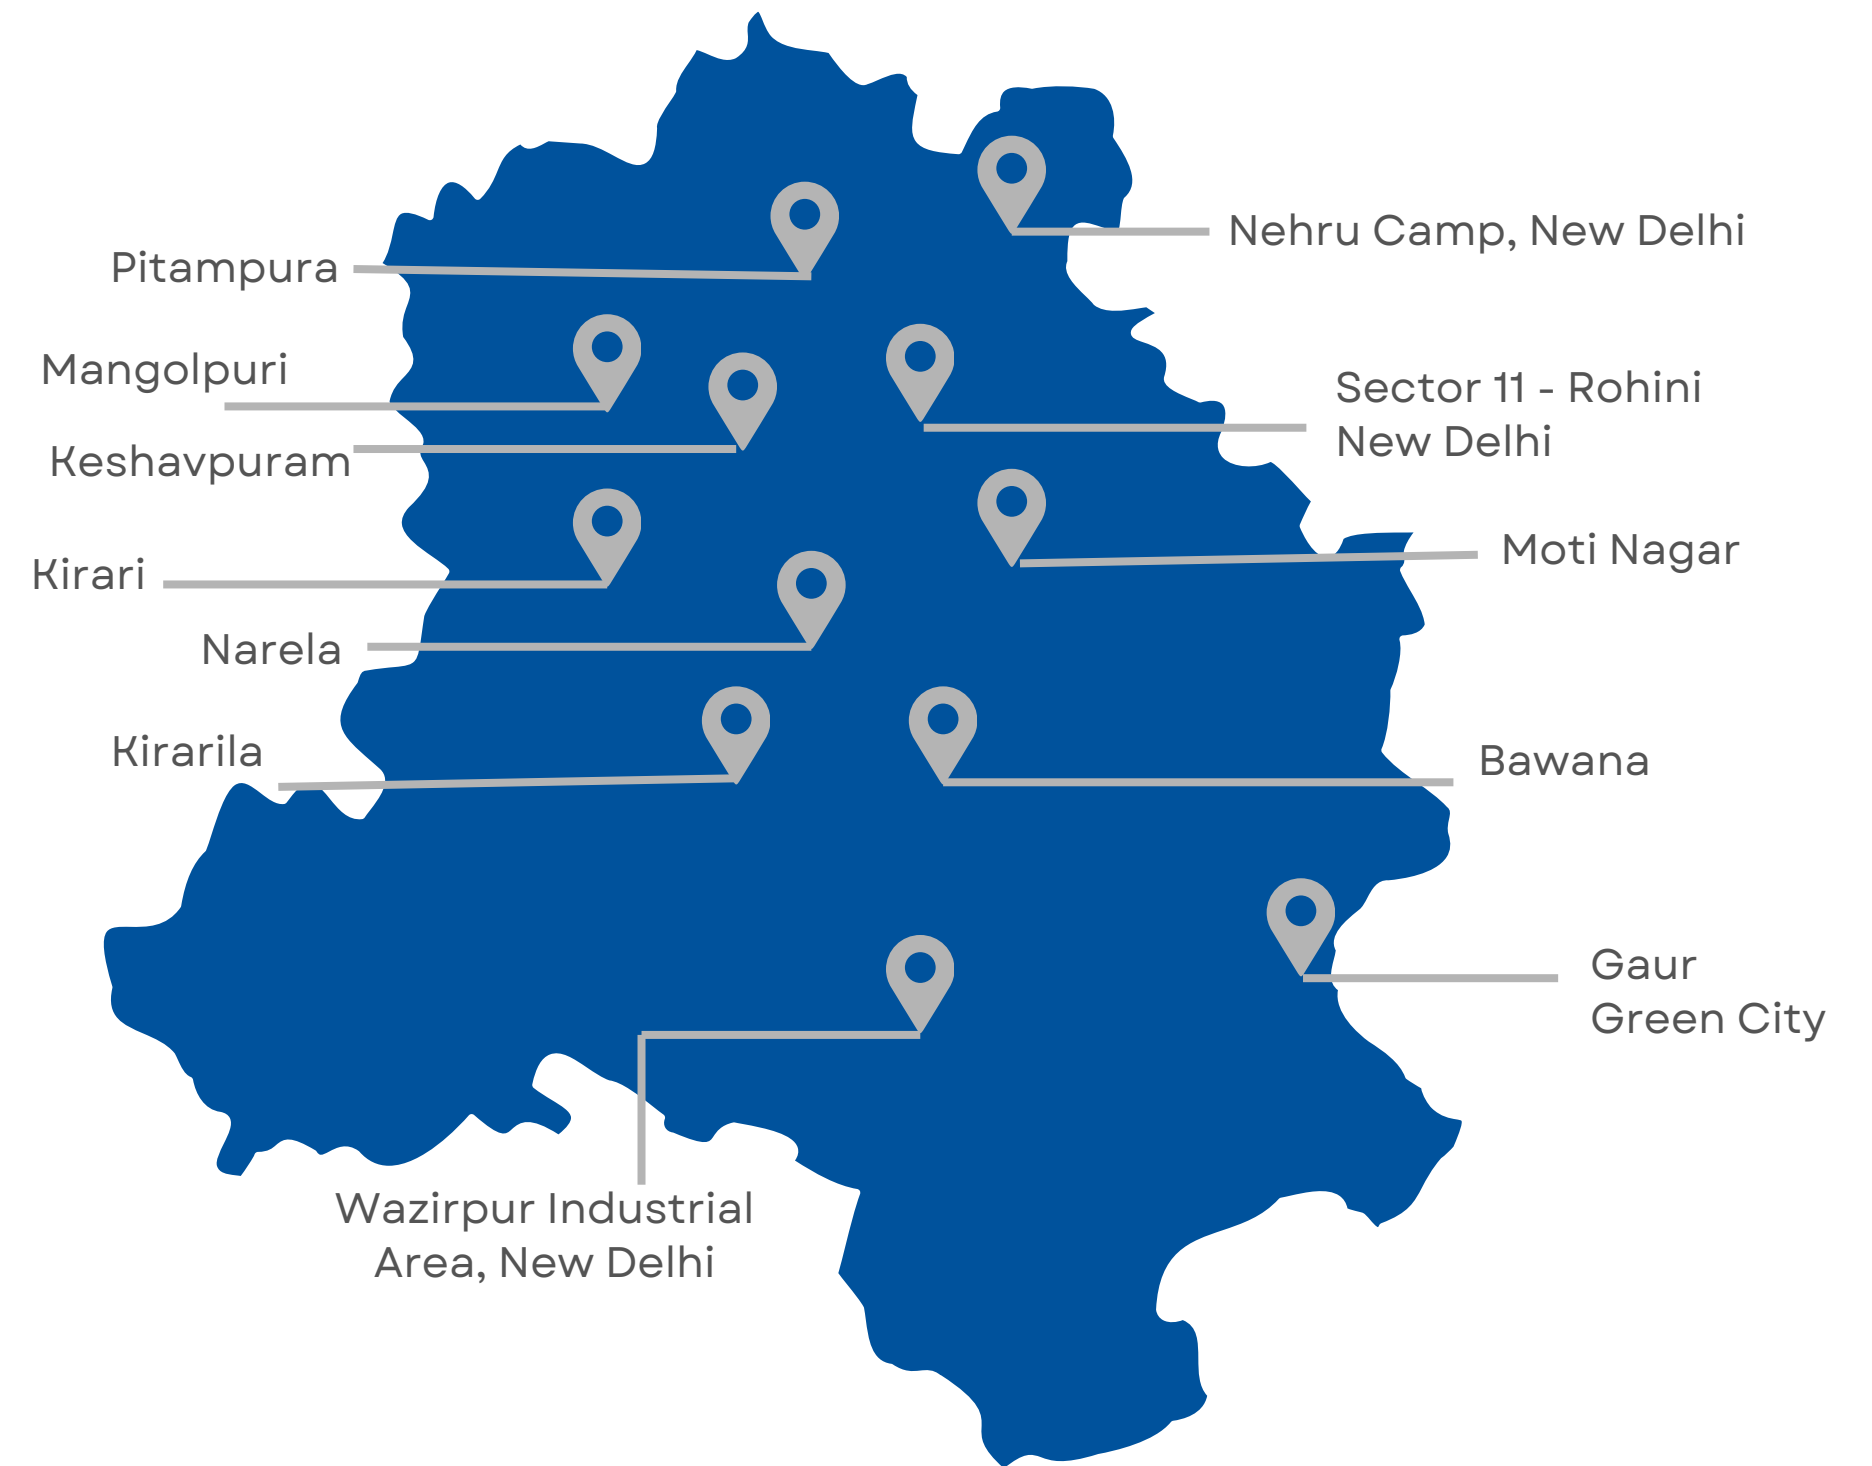 Nehru Camp, New Delhi
Pitampura
Mangolpuri
Sector 11 - Rohini
New Delhi
Keshavpuram
Moti Nagar
Kirari
Narela
Kirarila
Bawana
Gaur
Green City
Wazirpur Industrial
Area, New Delhi